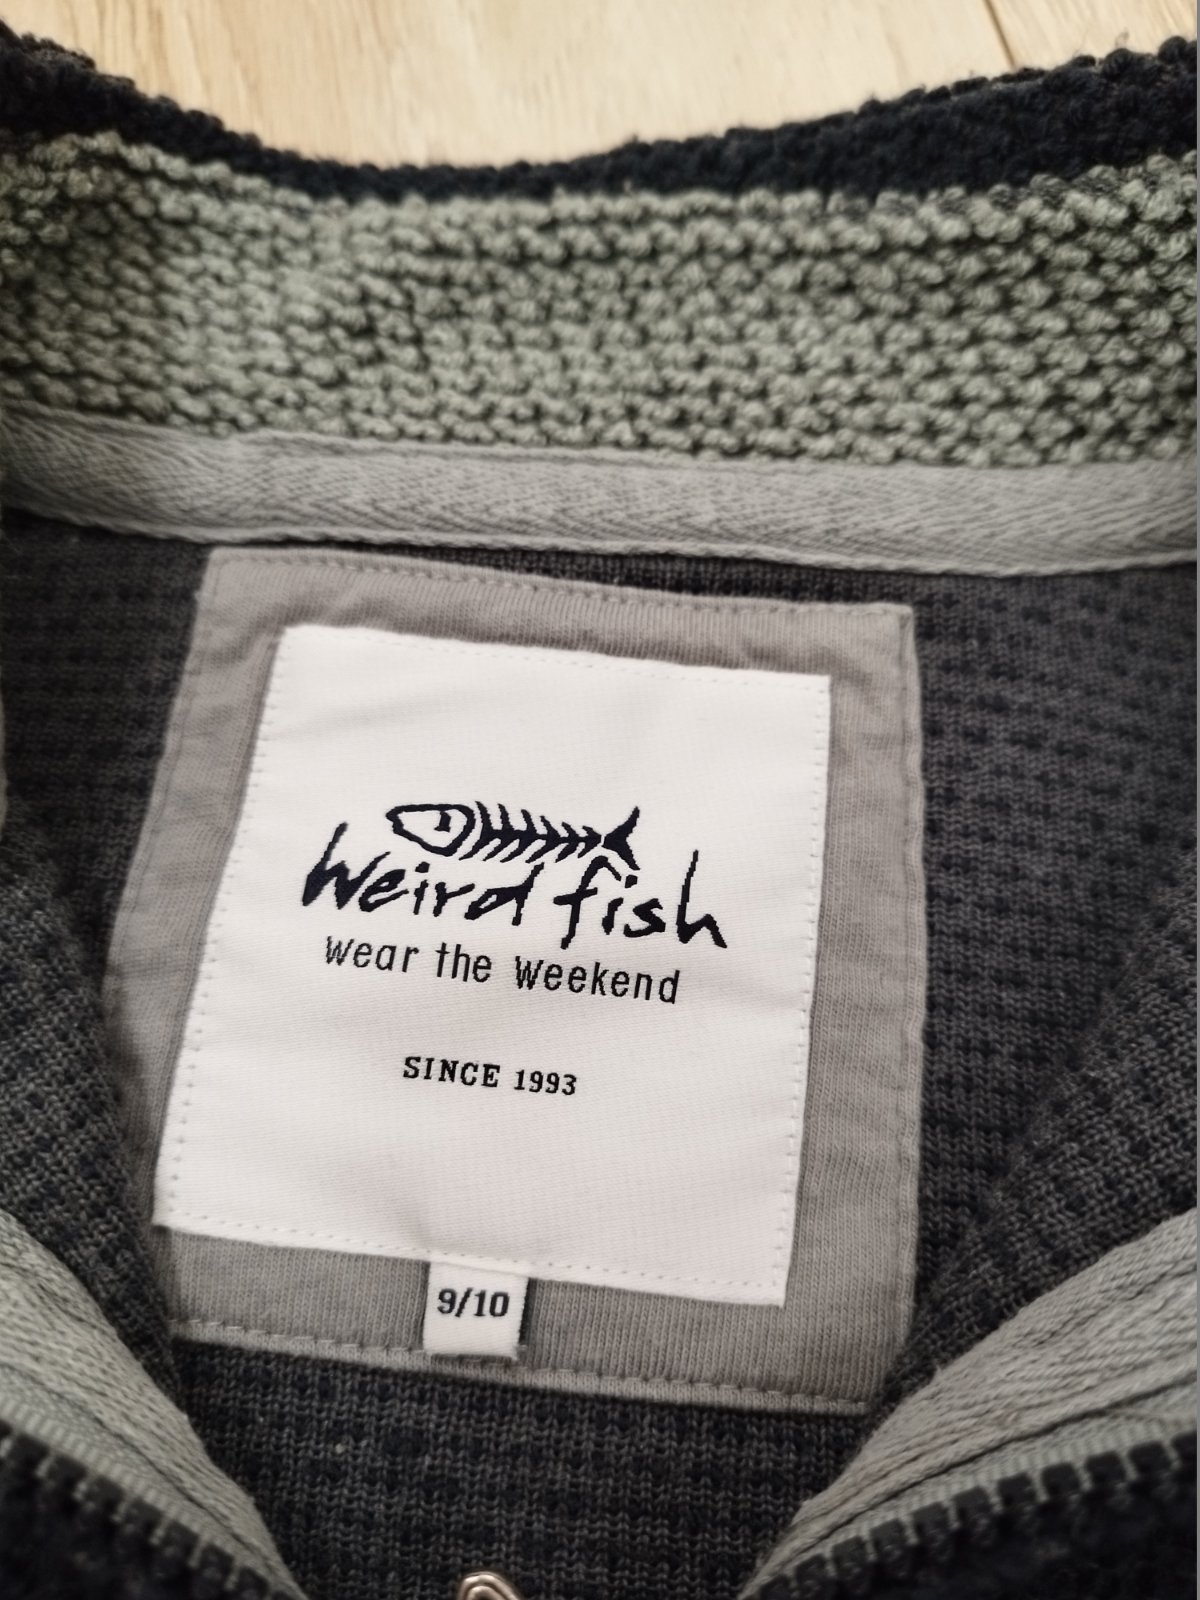 Weird fish
wear the weekend
SINCE 1993
9/10